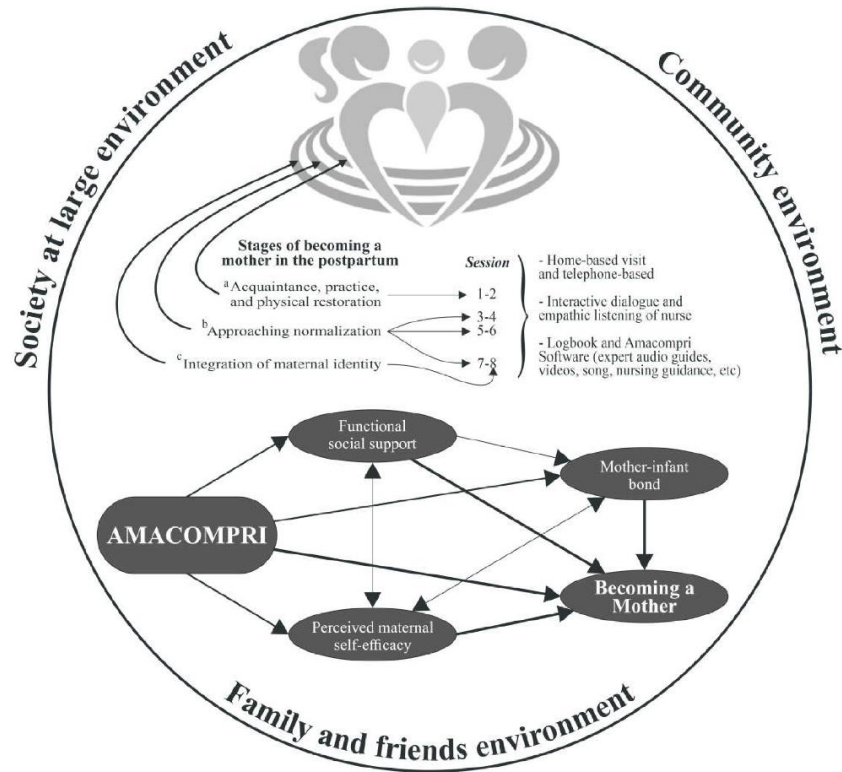 Society at large environment
Community environment
Stages of becoming a
mother in the postpartum
Session
a Acquaintance, practice,
and physical restoration
1-2
b Approaching normalization
3-4
5-6
c Integration of maternal identity
7-8
- Home-based visit
and telephone-based
- Interactive dialogue and
empathic listening of nurse
- Logbook and Amacompri
Software (expert audio guides,
videos, song, nursing guidance, etc)
Functional
social support
Mother-infant
bond
AMACOMPRI
Becoming a
Mother
Perceived maternal
self-efficacy
Family and friends environment